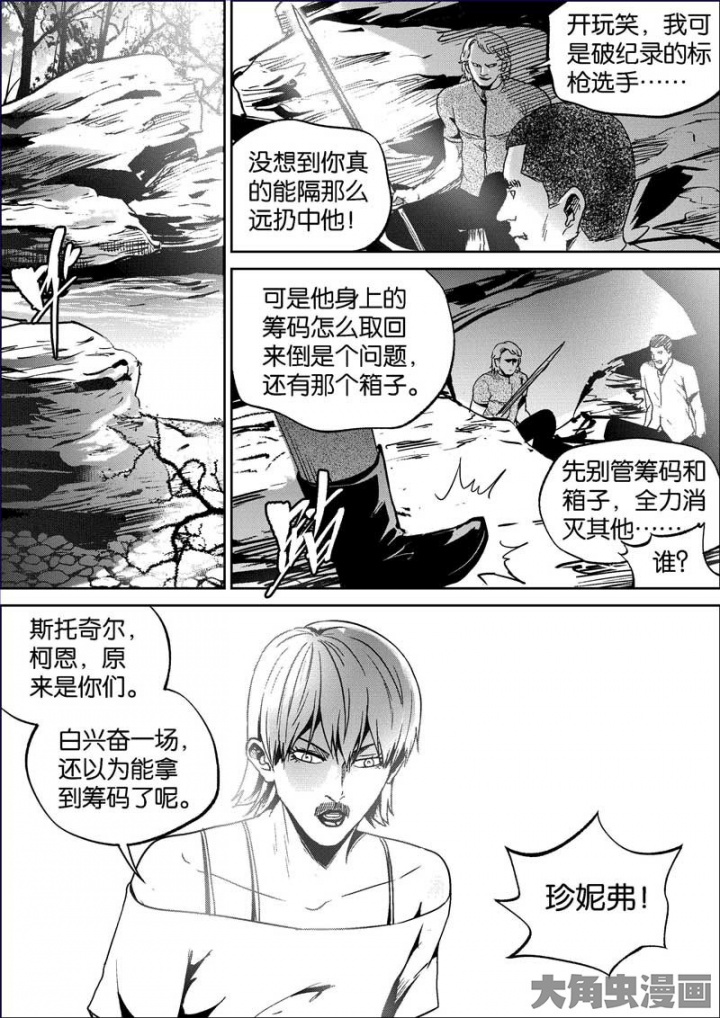 没想到你真
的能隔那么
远扔中他！
开玩笑，我可
是破纪录的标
枪选手……
可是他身上的
筹码怎么取回
来倒是个问题，
还有那个箱子。
先别管筹码和
箱子，全力消
灭其他……
谁？
斯托奇尔，
柯恩，原
来是你们。
白兴奋一场，
还以为能拿
到筹码了呢。
珍妮弗！
大角虫漫画